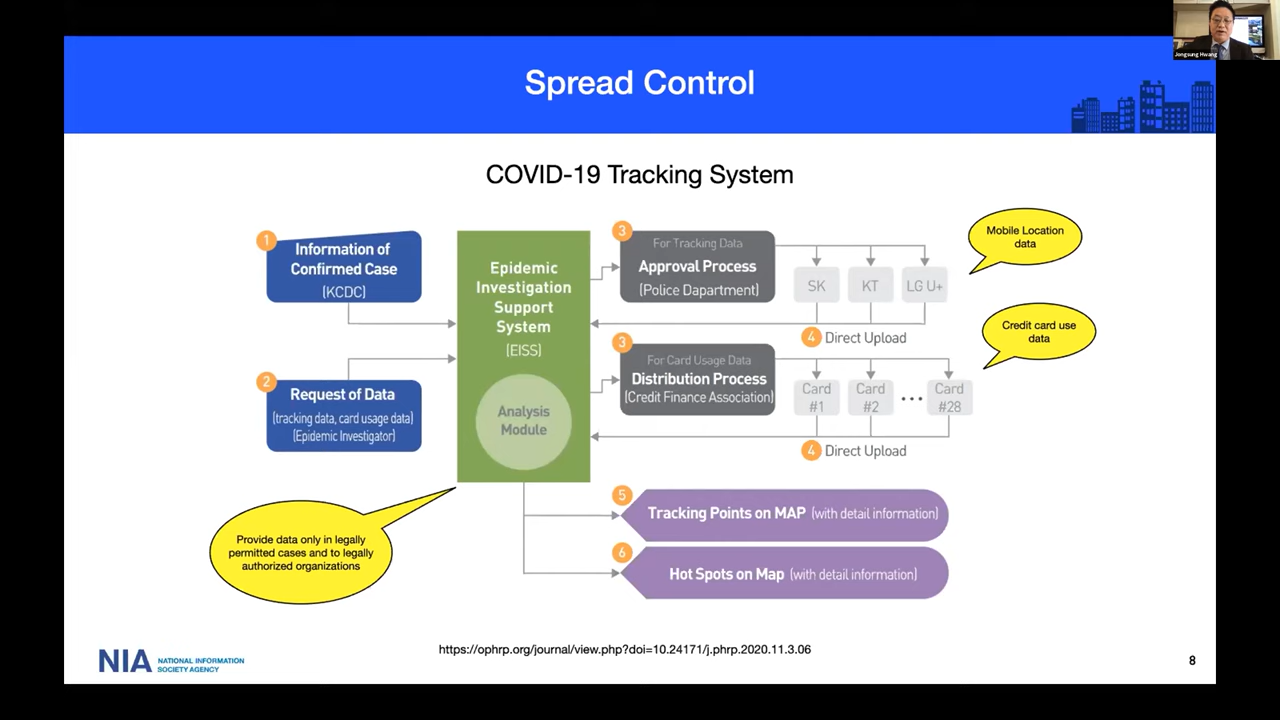 Jongsung Hwang
Spread Control
COVID-19 Tracking System
1
Information of
Confirmed Case
(KCDC)
2
Request of Data
(tracking data, card usage data)
(Epidemic Investigator)
Epidemic
Investigation
Support
System
(EISS)
Analysis
Module
3
For Tracking Data
Approval Process
(Police Dapartment)
SK
KT
LG U+
4 Direct Upload
Mobile Location
data
3
For Card Usage Data
Distribution Process
(Credit Finance Association)
Card
#1
Card
#2
•••
Card
#28
4 Direct Upload
Credit card use
data
5
Tracking Points on MAP (with detail information)
6
Hot Spots on Map (with detail information)
Provide data only in legally
permitted cases and to legally
authorized organizations
NIA NATIONAL INFORMATION
SOCIETY AGENCY
https://ophrp.org/journal/view.php?doi=10.24171/j.phrp.2020.11.3.06
8